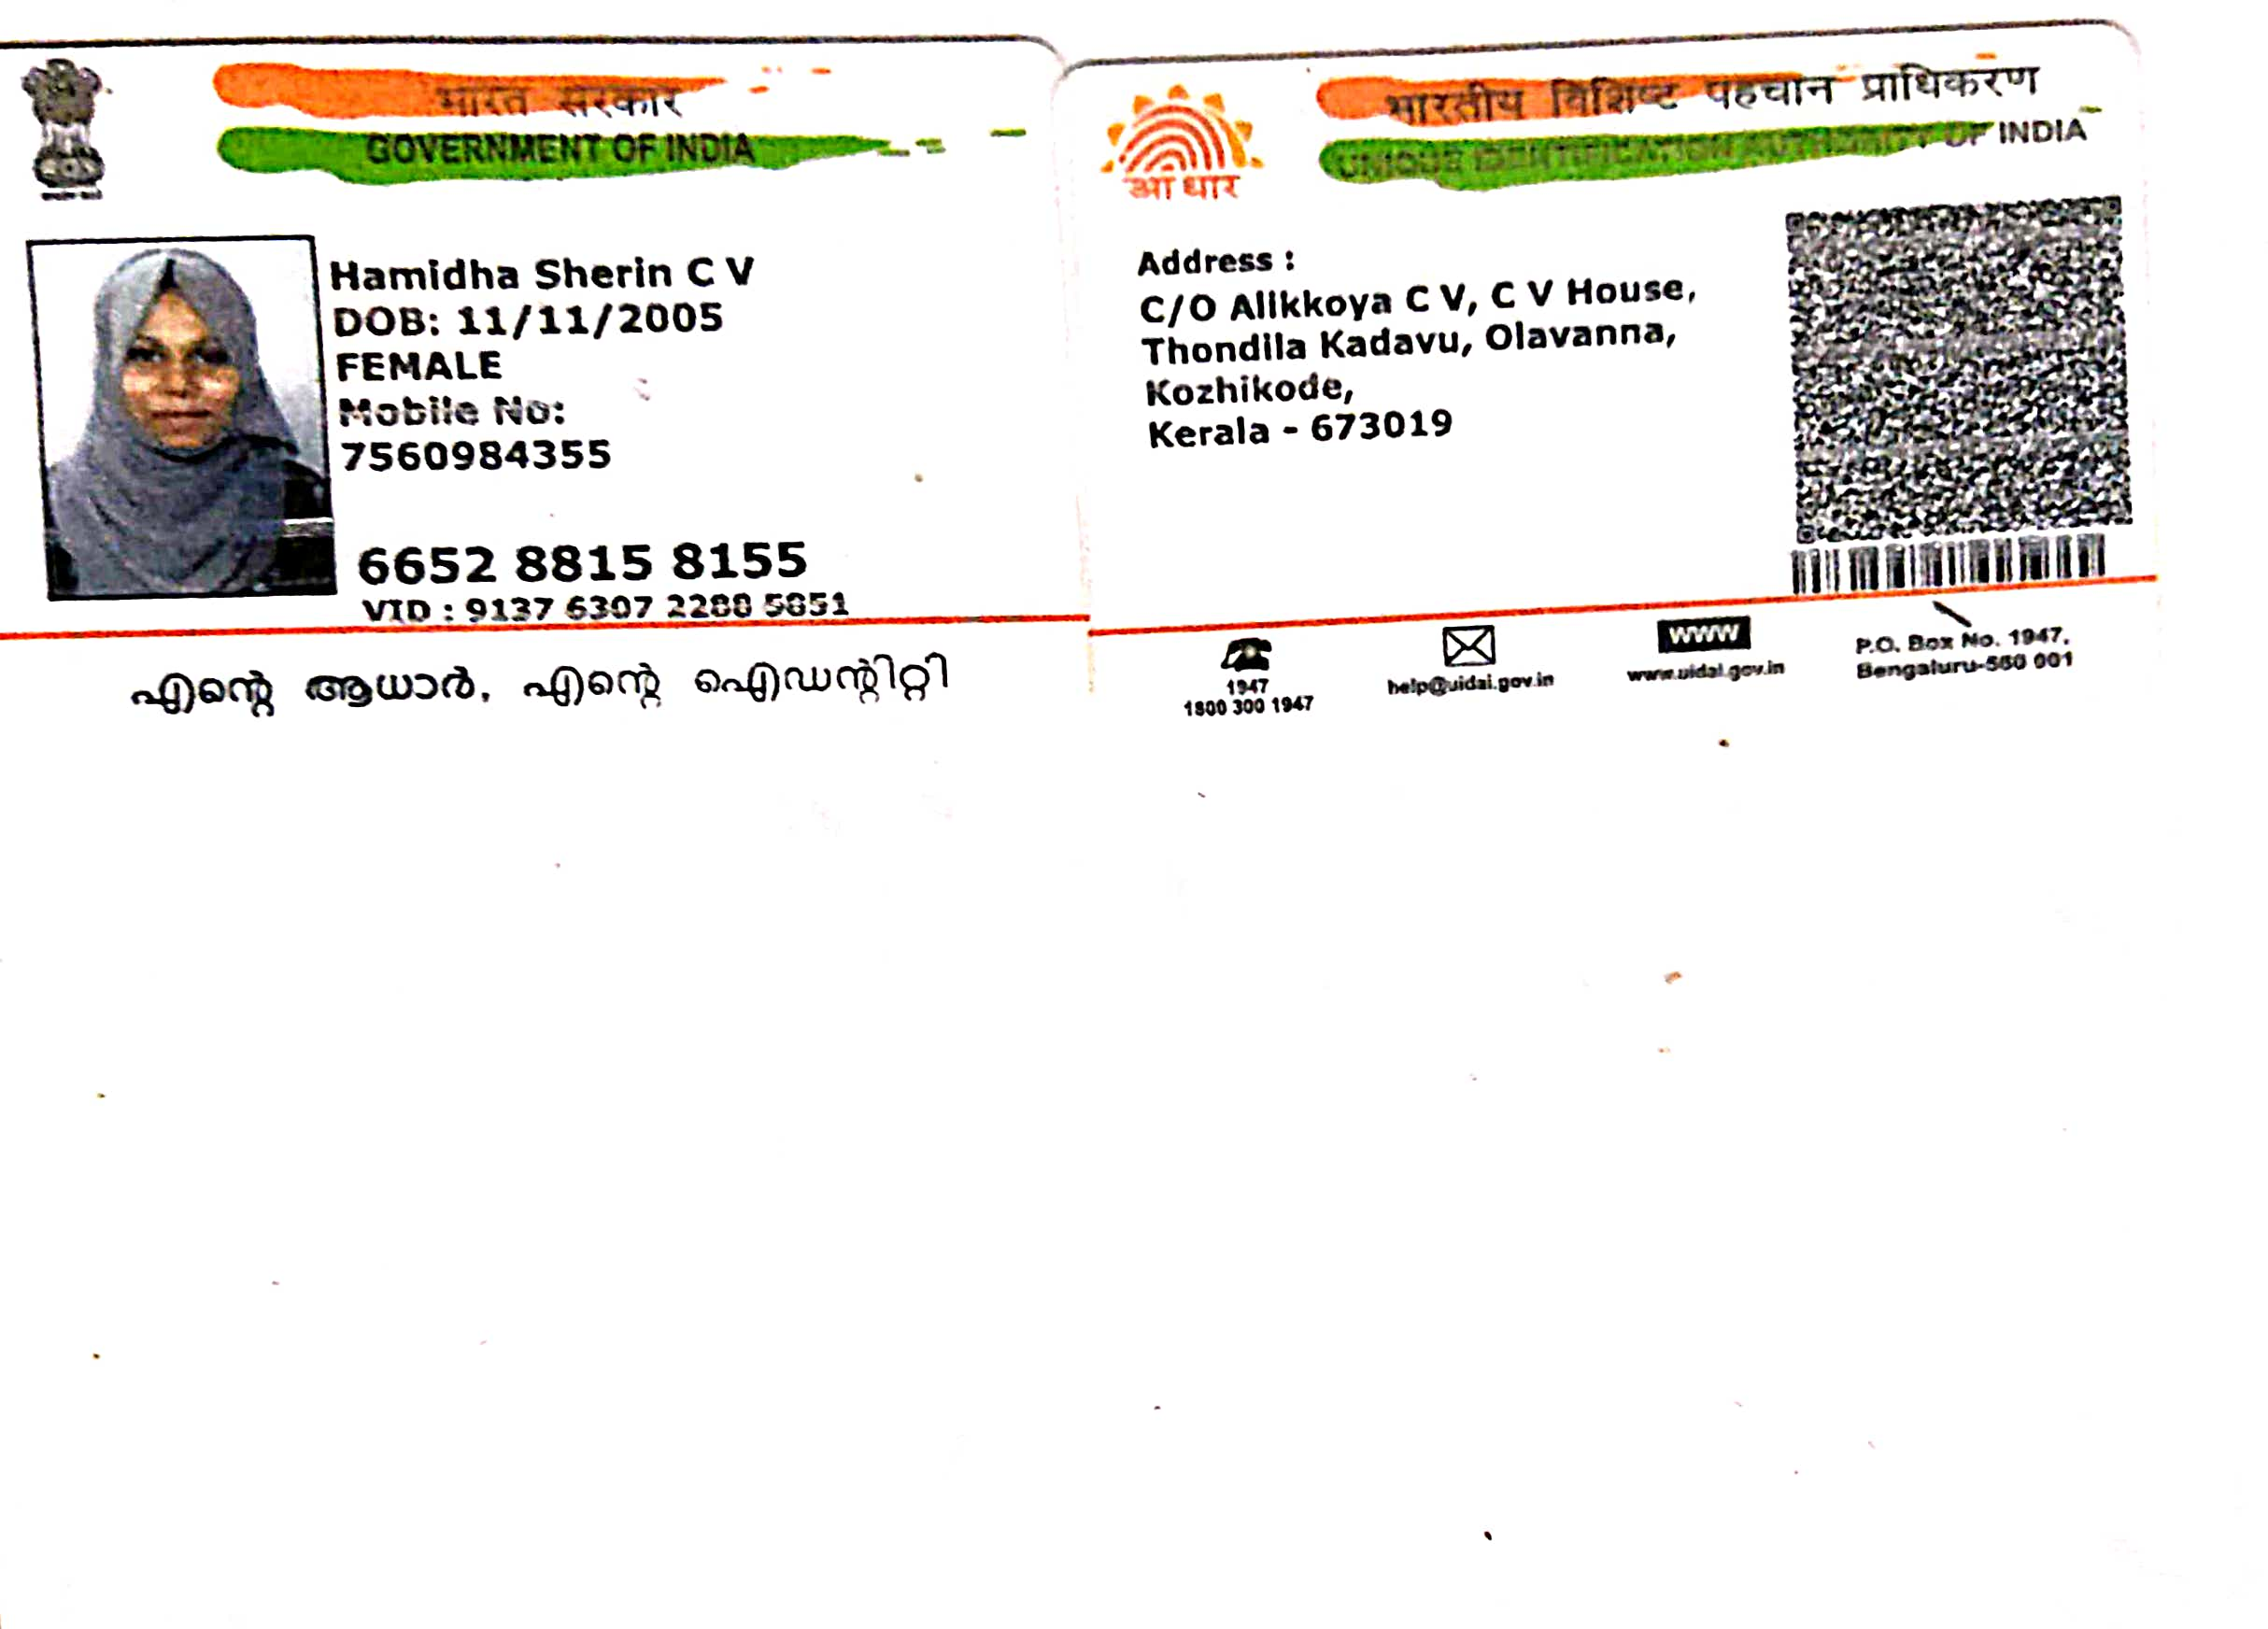 भारत सरकार
GOVERNMENT OF INDIA
Hamidha Sherin C V
DOB: 11/11/2005
FEMALE
Mobile No:
7560984355
6652 8815 8155
VID : 9137 6307 2288 5851
എന്റെ ആധാർ, എന്റെ ഐഡന്റിറ്റി
भारतीय विशिष्ट पहचान प्राधिकरण
UNIQUE IDENTIFICATION AUTHORITY OF INDIA
आधार
Address :
C/O Alikkoya C V, C V House,
Thondila Kadavu, Olavanna,
Kozhikode,
Kerala - 673019
1947
1800 300 1947
help@uidai.gov.in
www
www.uidai.gov.in
P.O. Box No. 1947,
Bengaluru-560 001